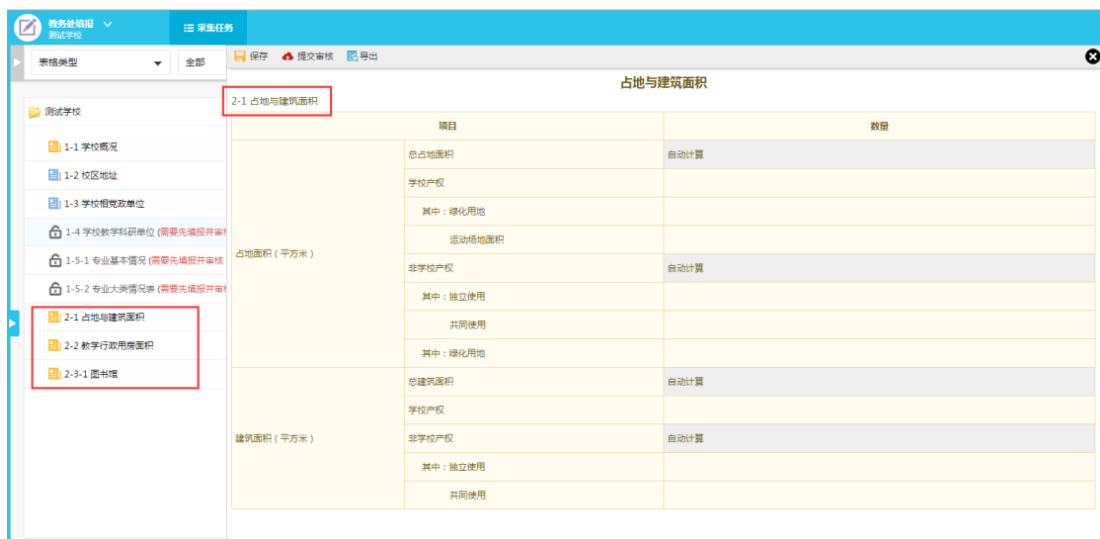 教务处填报
测试学校
采集任务
表格类型
全部
保存 提交审核 导出
占地与建筑面积
2-1 占地与建筑面积
测试学校
1-1 学校概况
1-2 校区地址
1-3 学校相党政单位
1-4 学校教学科研单位 (需要先填报并审
1-5-1 专业基本情况 (需要先填报并审核
1-5-2 专业大类情况表 (需要先填报并审
2-1 占地与建筑面积
2-2 教学行政用房面积
2-3-1 图书馆
项目 数量
占地面积（平方米）
总占地面积 自动计算
学校产权
其中：绿化用地
运动场地面积
非学校产权 自动计算
其中：独立使用
共同使用
其中：绿化用地
建筑面积（平方米）
总建筑面积 自动计算
学校产权
非学校产权 自动计算
其中：独立使用
共同使用